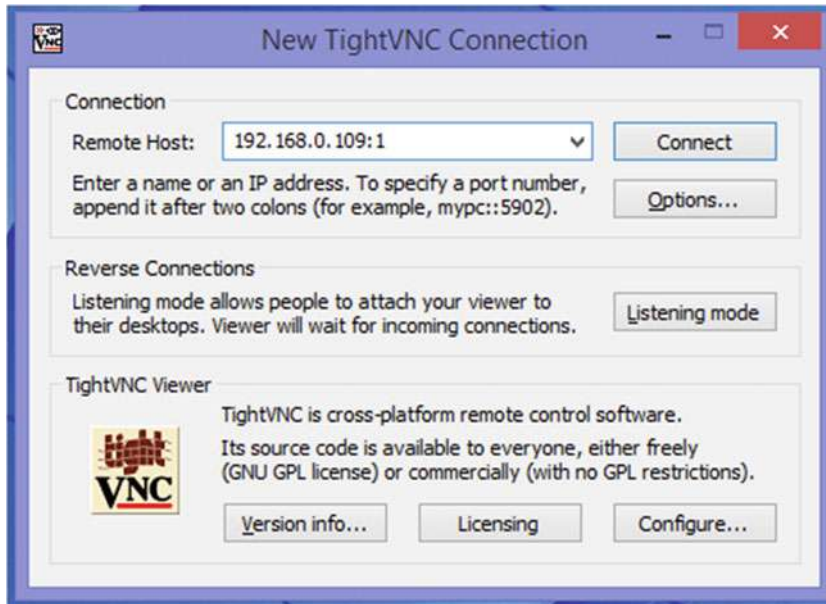 New TightVNC Connection
Connection
Remote Host:
192.168.0.109:1
Connect
Enter a name or an IP address. To specify a port number,
append it after two colons (for example, mypc::5902).
Options...
Reverse Connections
Listening mode allows people to attach your viewer to
their desktops. Viewer will wait for incoming connections.
Listening mode
TightVNC Viewer
tight
VNC
TightVNC is cross-platform remote control software.
Its source code is available to everyone, either freely
(GNU GPL license) or commercially (with no GPL restrictions).
Version info...
Licensing
Configure...